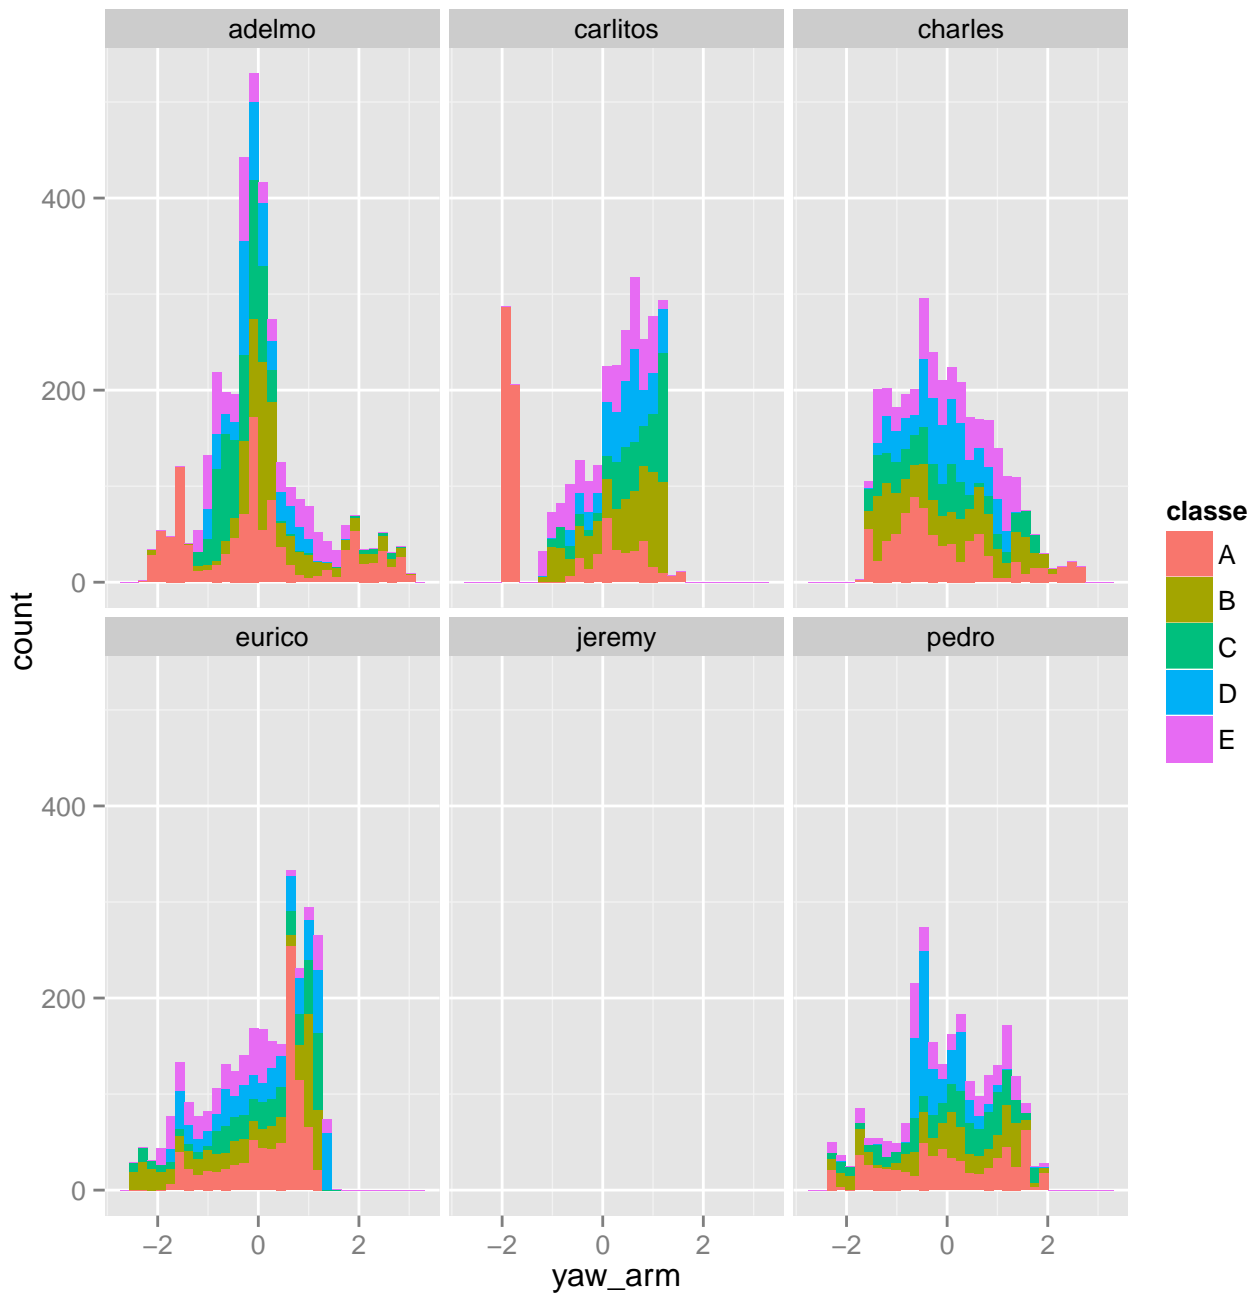 adelmo carlitos charles
400
200
0
eurico jeremy pedro
400
200
0
−2 0 2 −2 0 2 −2 0 2
yaw_arm
count
classe
A
B
C
D
E